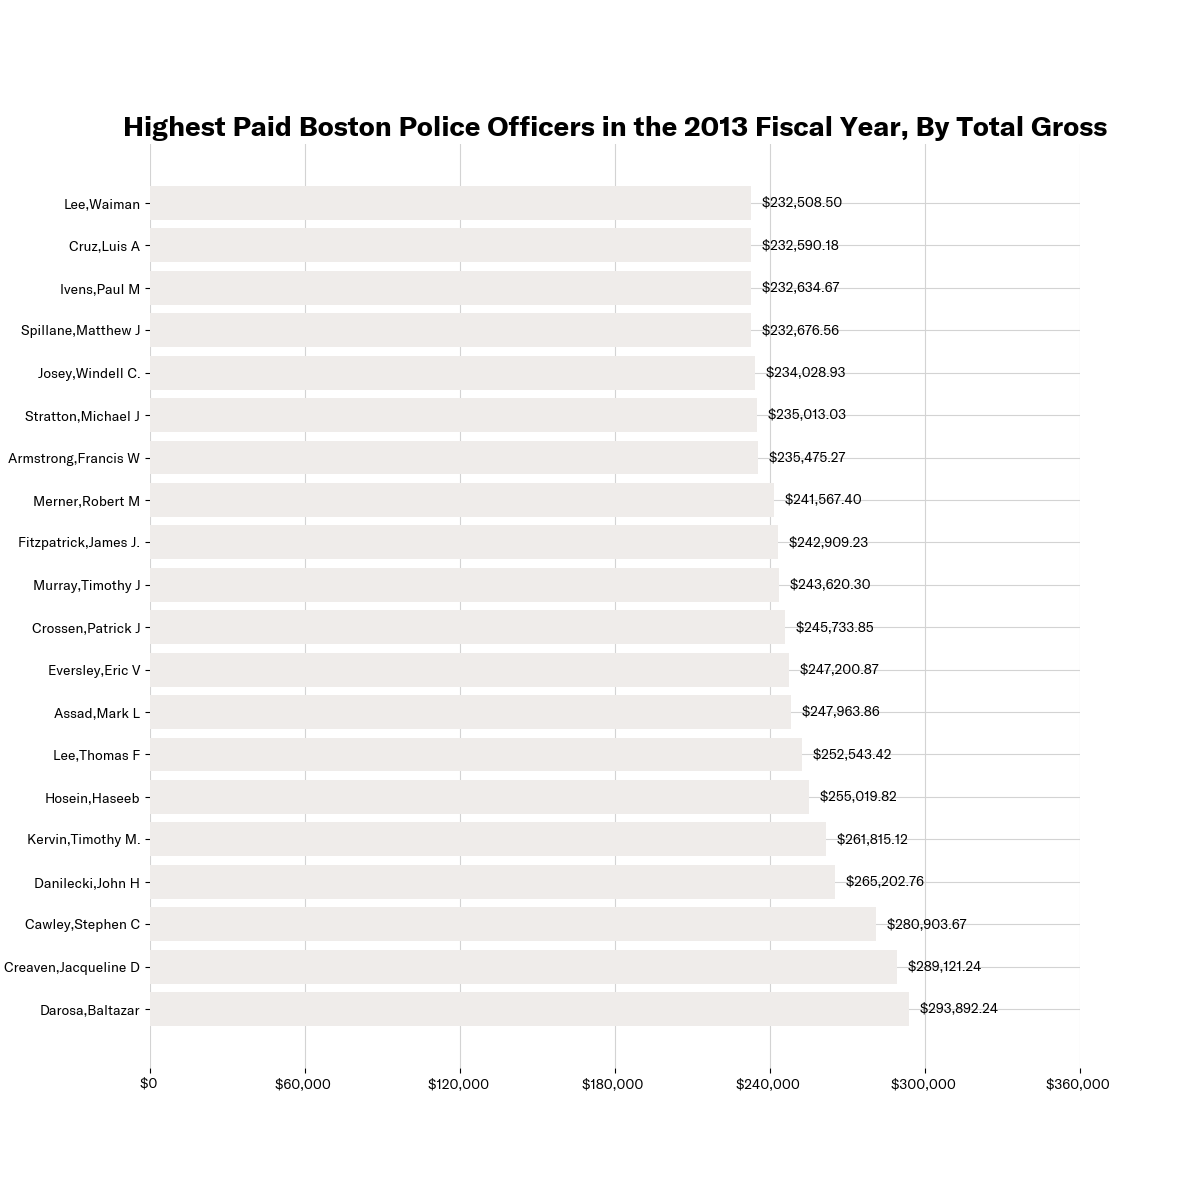 Highest Paid Boston Police Officers in the 2013 Fiscal Year, By Total Gross
Lee,Waiman $232,508.50
Cruz,Luis A $232,590.18
Ivens,Paul M $232,634.67
Spillane,Matthew J $232,676.56
Josey,Windell C. $234,028.93
Stratton,Michael J $235,013.03
Armstrong,Francis W $235,475.27
Merner,Robert M $241,567.40
Fitzpatrick,James J. $242,909.23
Murray,Timothy J $243,620.30
Crossen,Patrick J $245,733.85
Eversley,Eric V $247,200.87
Assad,Mark L $247,963.86
Lee,Thomas F $252,543.42
Hosein,Haseeb $255,019.82
Kervin,Timothy M. $261,815.12
Danilecki,John H $265,202.76
Cawley,Stephen C $280,903.67
Creaven,Jacqueline D $289,121.24
Darosa,Baltazar $293,892.24
$0 $60,000 $120,000 $180,000 $240,000 $300,000 $360,000